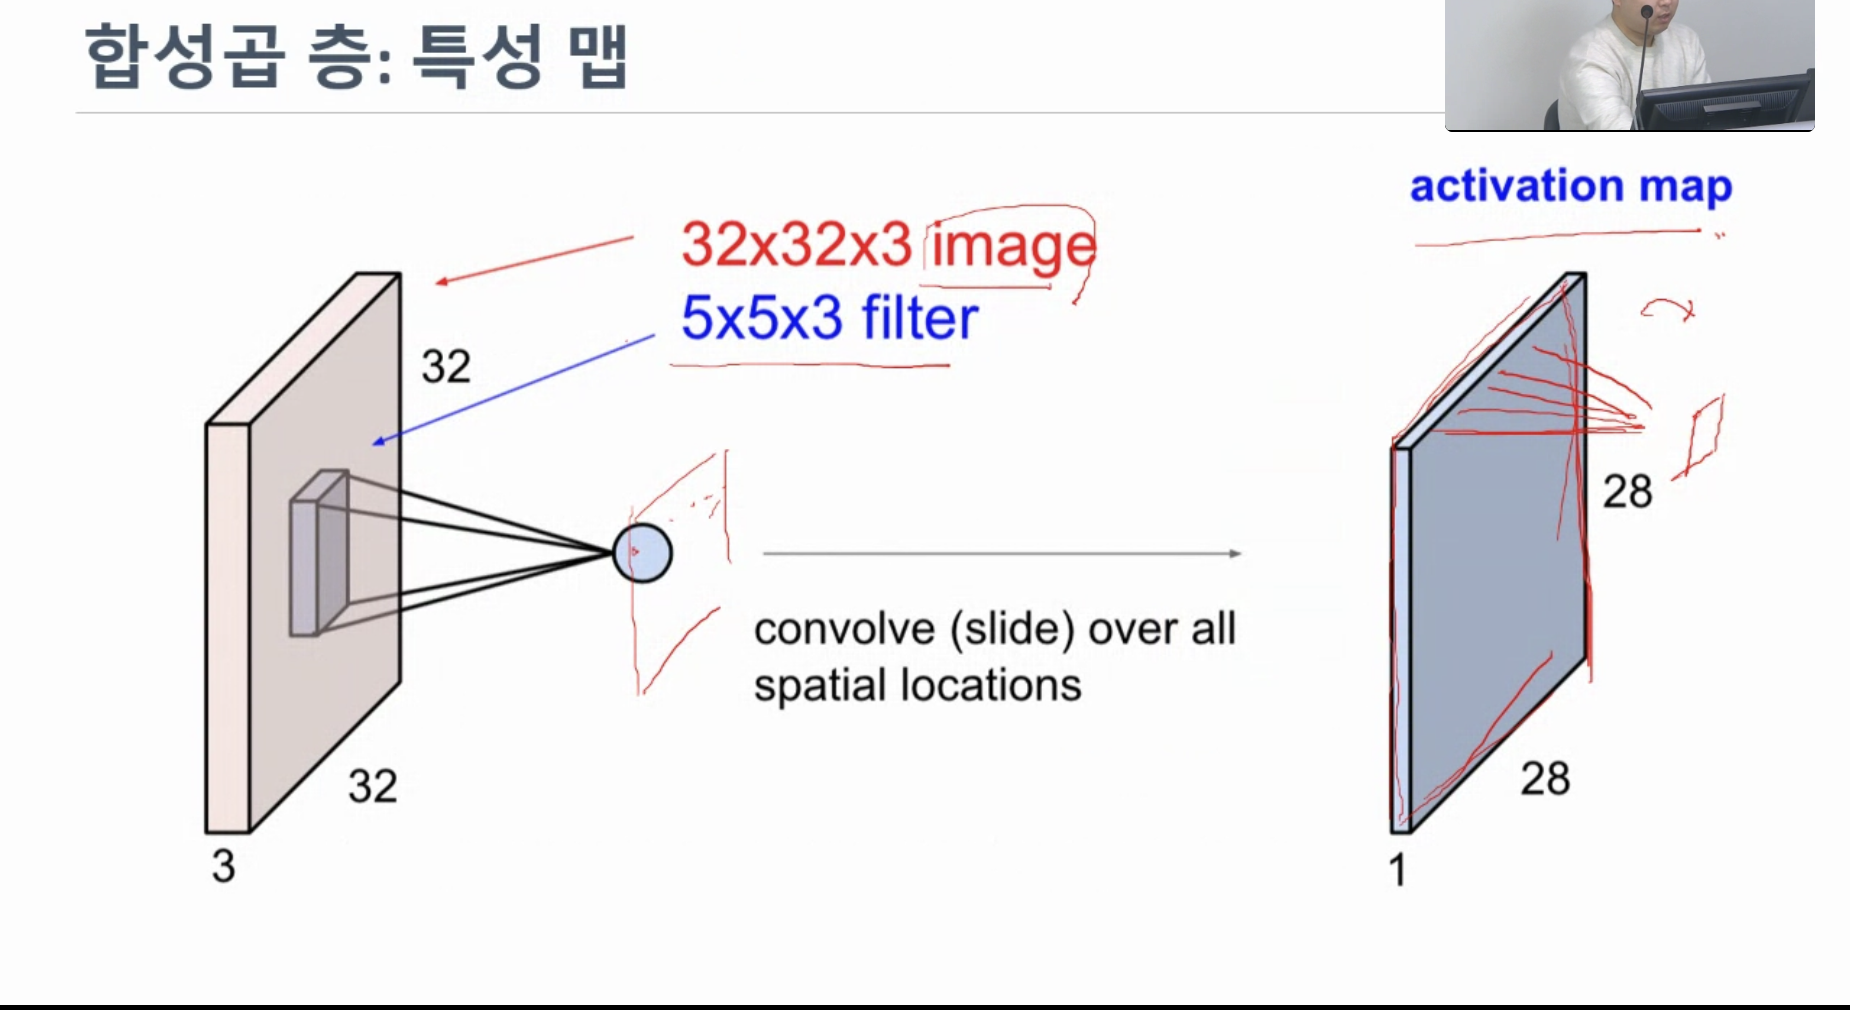 합성곱 층: 특성 맵
activation map
32x32x3 image
5x5x3 filter
32
28
convolve (slide) over all
spatial locations
32
28
3
1